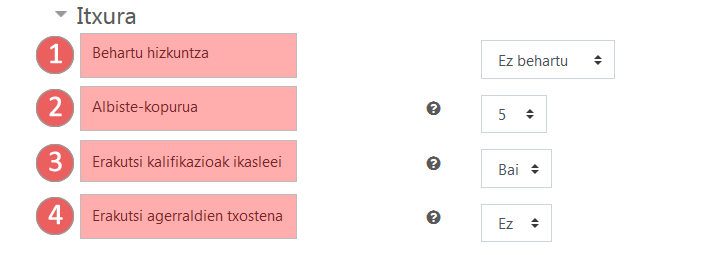 Itxura
1 Behartu hizkuntza Ez behartu
2 Albiste-kopurua ? 5
3 Erakutsi kalifikazioak ikasleei ? Bai
4 Erakutsi agerraldien txostena ? Ez